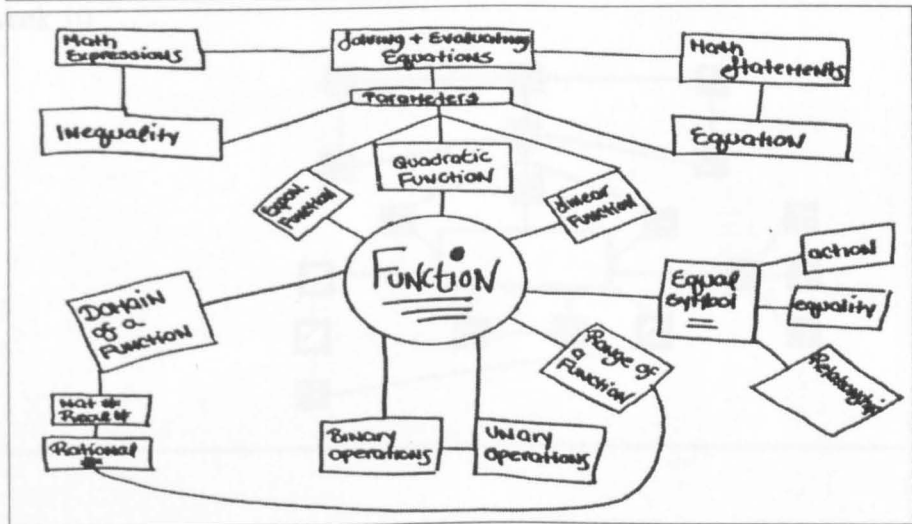 Math
Expressions
Solving + Evaluating
Equations
Math
Statements
Parameters
Inequality
Equation
Quadratic
Function
Expon.
Function
Linear
Function
Function
Domain
of a
Function
Equal
Symbol
=
action
equality
Relationship
Range of
a
Function
Nat #
Real #
Rational
#
Binary
Operations
Unary
Operations